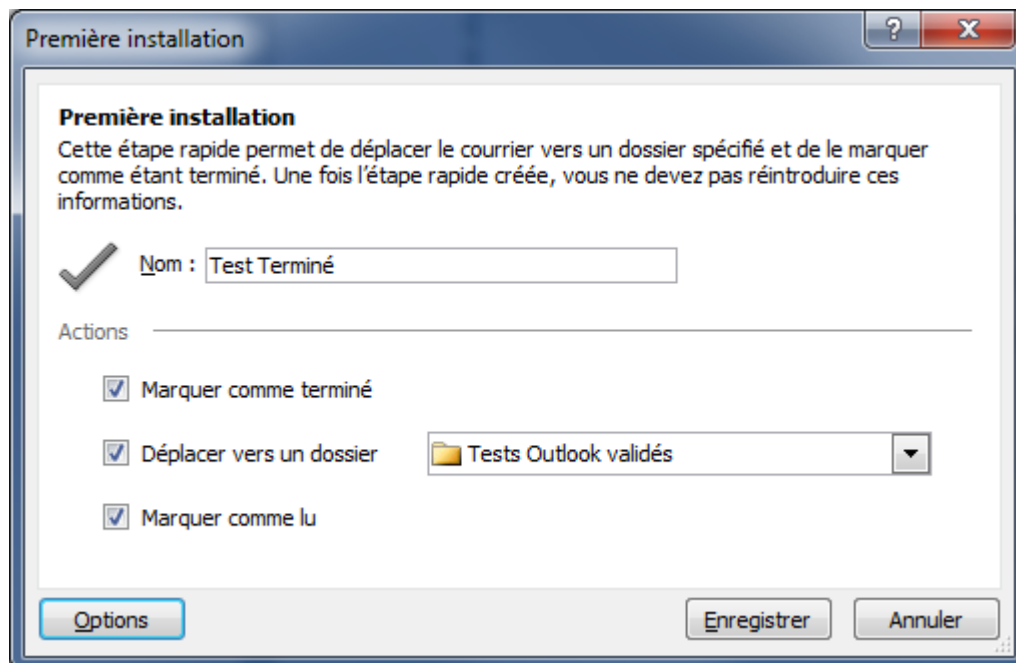 Première installation
Première installation
Cette étape rapide permet de déplacer le courrier vers un dossier spécifié et de le marquer
comme étant terminé. Une fois l'étape rapide créée, vous ne devez pas réintroduire ces
informations.
Nom : Test Terminé
Actions
Marquer comme terminé
Déplacer vers un dossier Tests Outlook validés
Marquer comme lu
Options Enregistrer Annuler